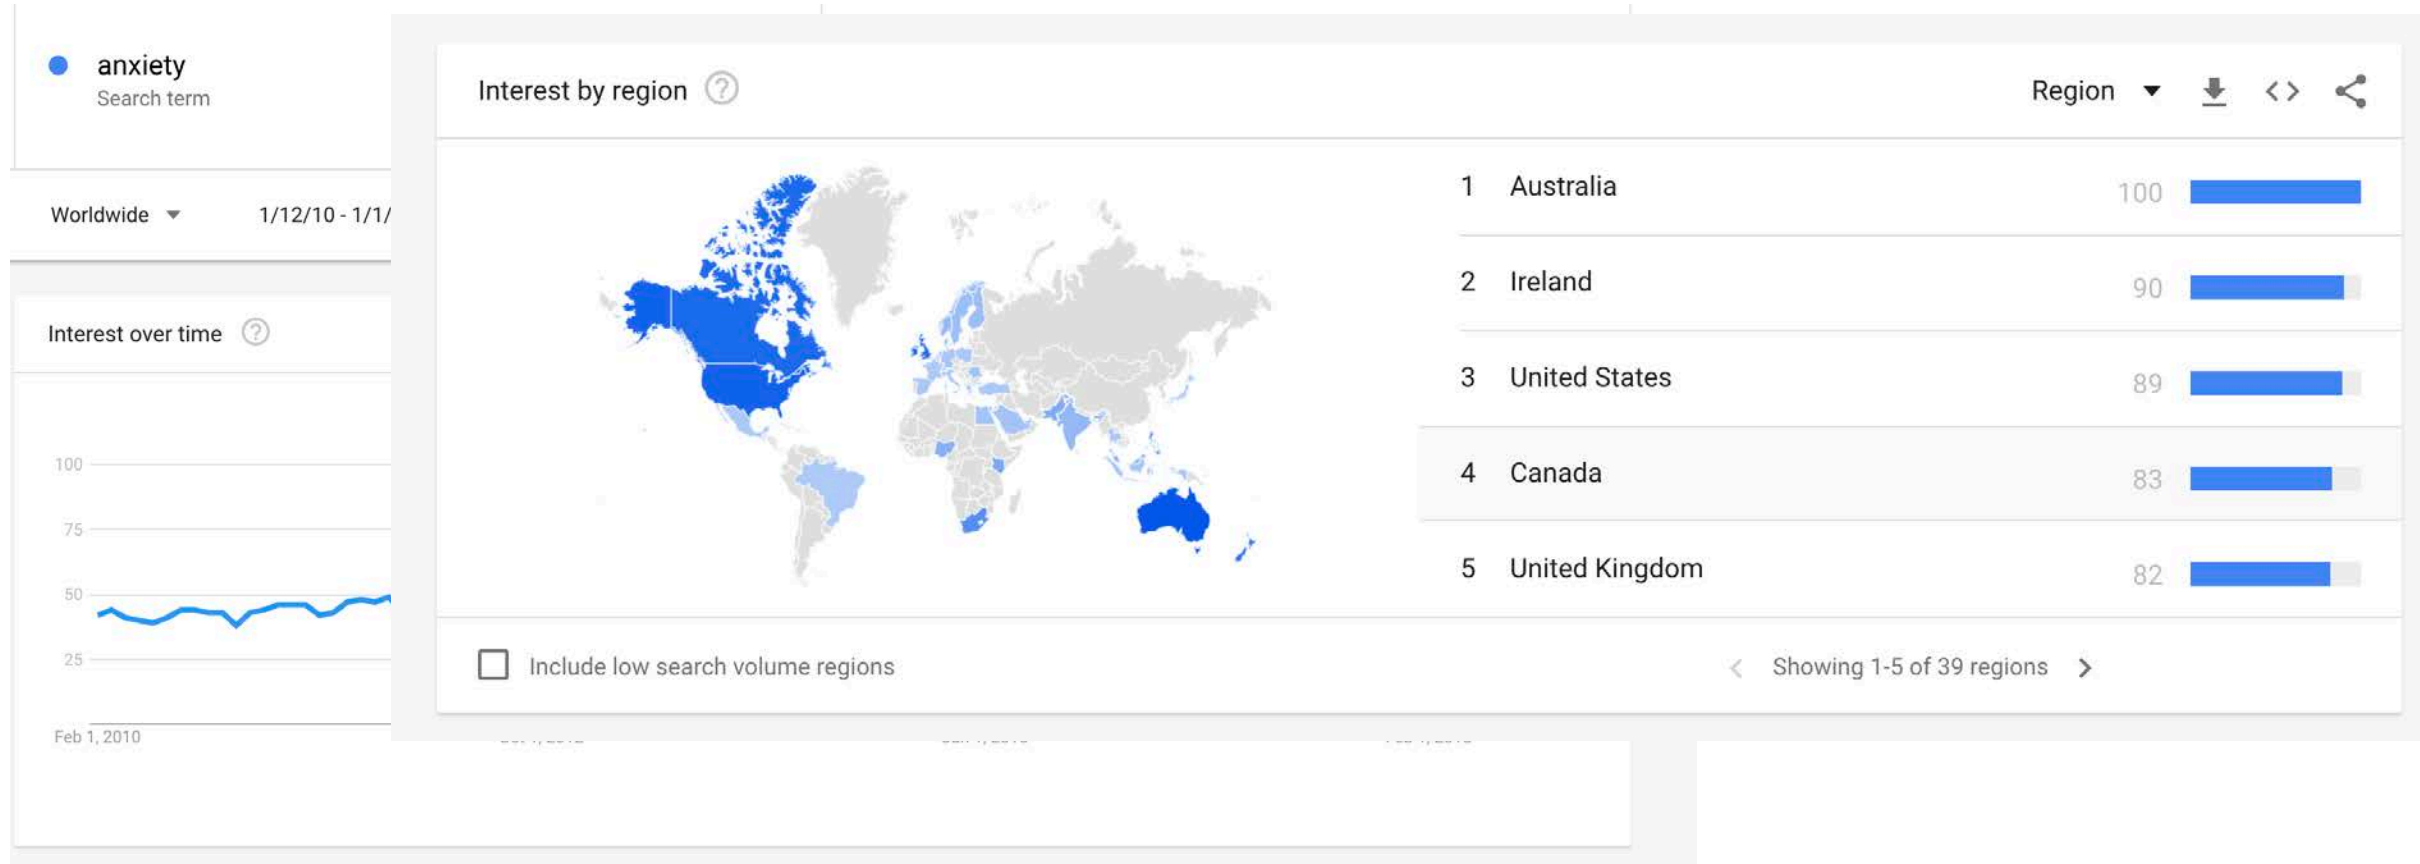 anxiety
Search term
Worldwide
1/12/10 - 1/1/
Interest over time
100
75
50
25
Feb 1, 2010
Interest by region
Region
1 Australia 100
2 Ireland 90
3 United States 89
4 Canada 83
5 United Kingdom 82
Include low search volume regions
Showing 1-5 of 39 regions